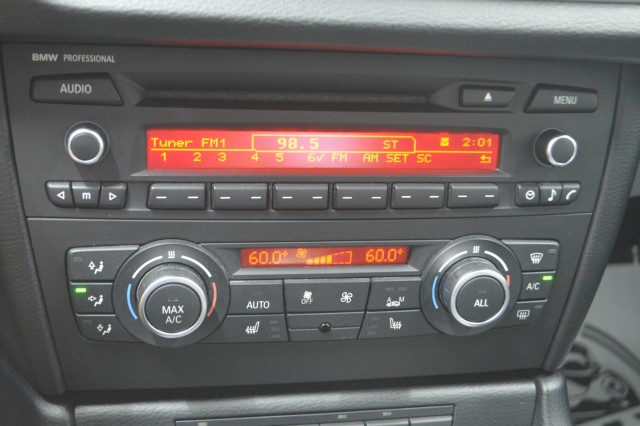 BMW PROFESSIONAL
AUDIO
MENU
Tuner FM1 98.5 ST 2:01
1 2 3 4 5 6√ FM AM SET SC
m
60.0° 60.0°
MAX
A/C
AUTO
OFF
A M
ALL
A/C